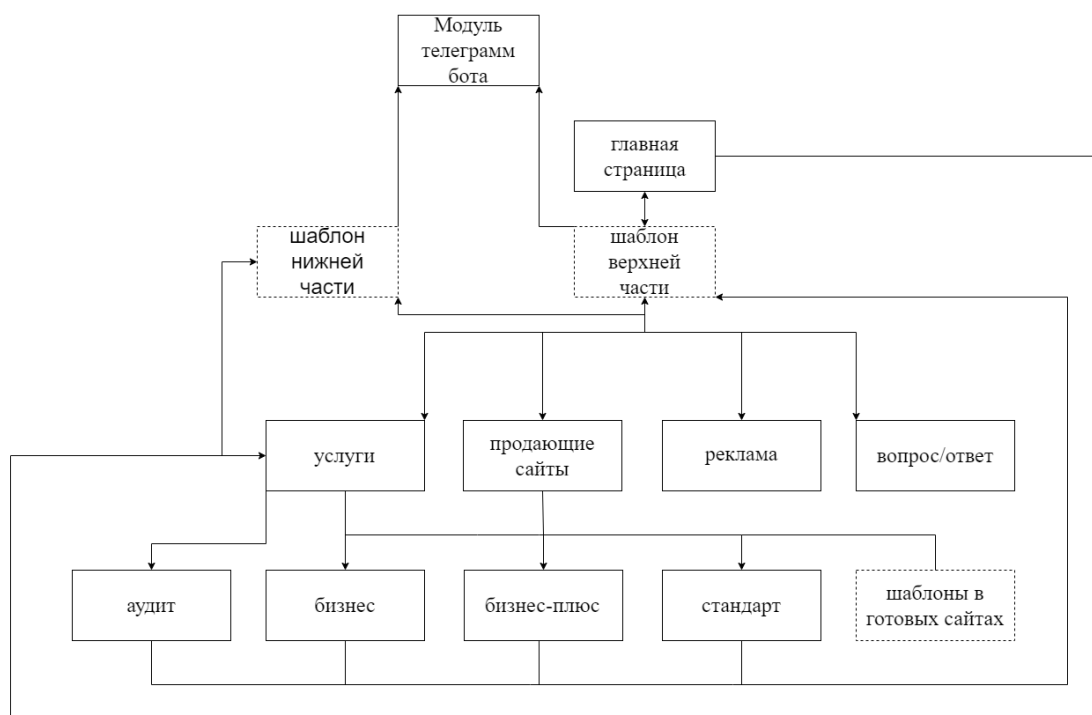 Модуль
телеграмм
бота
главная
страница
шаблон
нижней
части
шаблон
верхней
части
услуги
продающие
сайты
реклама
вопрос/ответ
аудит
бизнес
бизнес-плюс
стандарт
шаблоны в
готовых сайтах